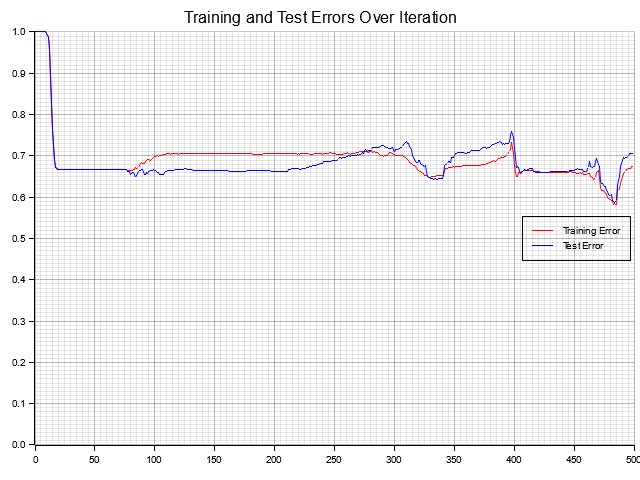 Training and Test Errors Over Iteration
1.0
0.9
0.8
0.7
0.6
0.5
0.4
0.3
0.2
0.1
0.0
Training Error
Test Error
0 50 100 150 200 250 300 350 400 450 500